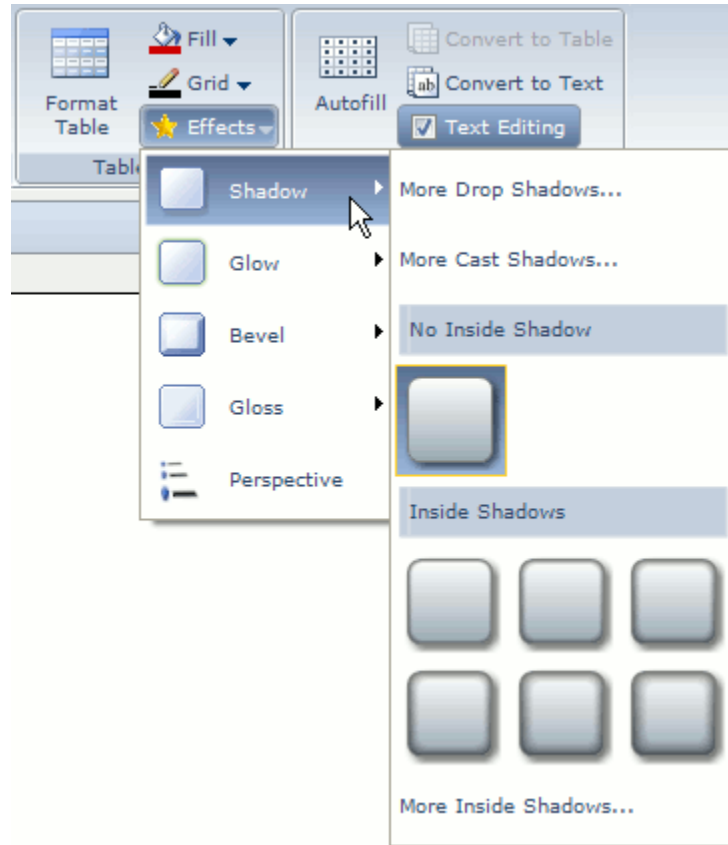 Fill
Convert to Table
Grid
ab Convert to Text
Format
Table
Autofill
Effects
Text Editing
Shadow
More Drop Shadows...
Glow
More Cast Shadows...
Bevel
No Inside Shadow
Gloss
Perspective
Inside Shadows
More Inside Shadows...